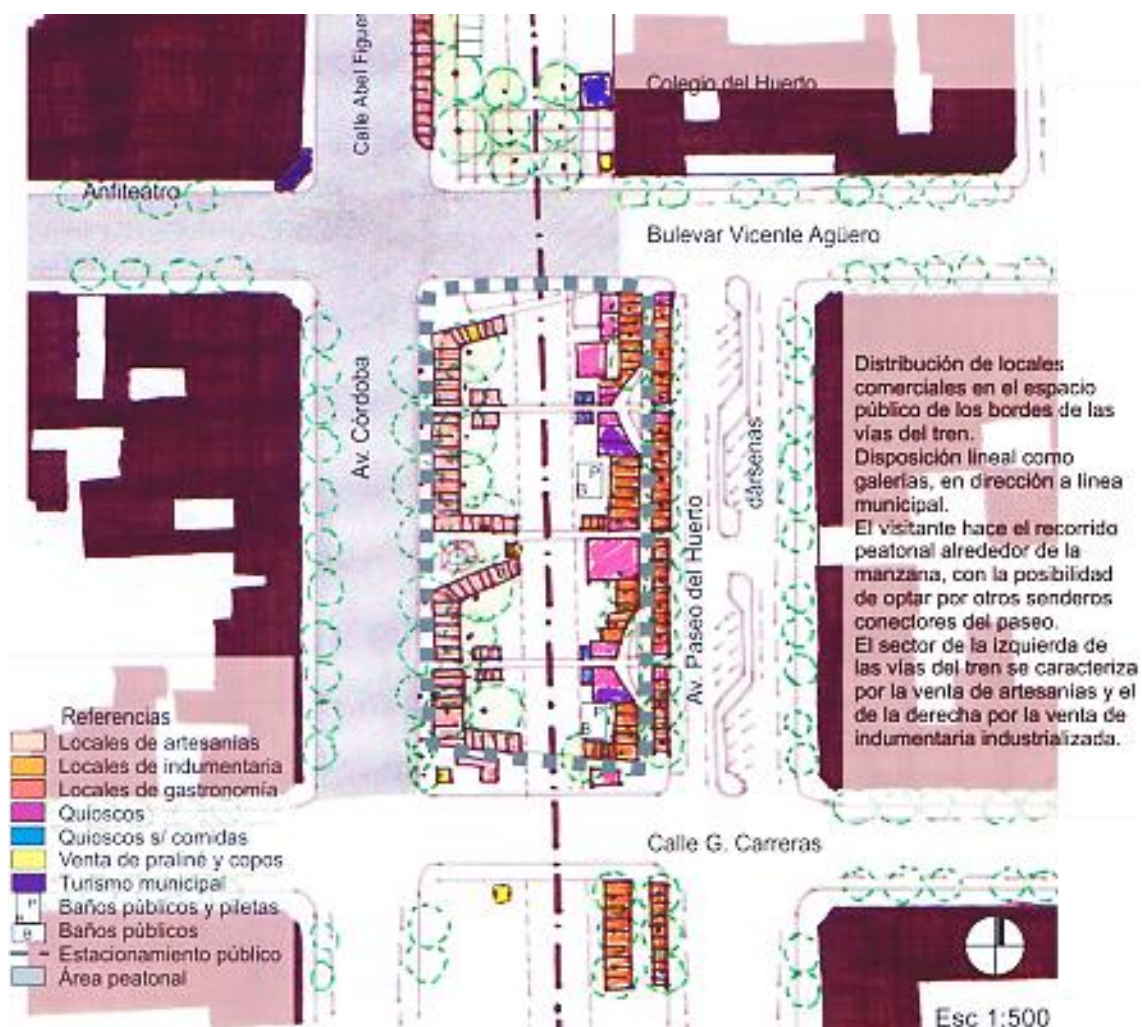 Calle Abel Figuer
Colegio del Huerto
Anfiteatro
Bulevar Vicente Agüero
Av. Córdoba
Av. Paseo del Huerto
dársenas
Distribución de locales
comerciales en el espacio
público de los bordes de las
vías del tren.
Disposición lineal como
galerías, en dirección a línea
municipal.
El visitante hace el recorrido
peatonal alrededor de la
manzana, con la posibilidad
de optar por otros senderos
conectores del paseo.
El sector de la izquierda de
las vías del tren se caracteriza
por la venta de artesanías y el
de la derecha por la venta de
indumentaria industrializada.
Referencias
Locales de artesanías
Locales de indumentaria
Locales de gastronomía
Quioscos
Quioscos s/ comidas
Venta de praliné y copos
Turismo municipal
P
Baños públicos y piletas
B
Baños públicos
Estacionamiento público
Área peatonal
Calle G. Carreras
Esc 1:500